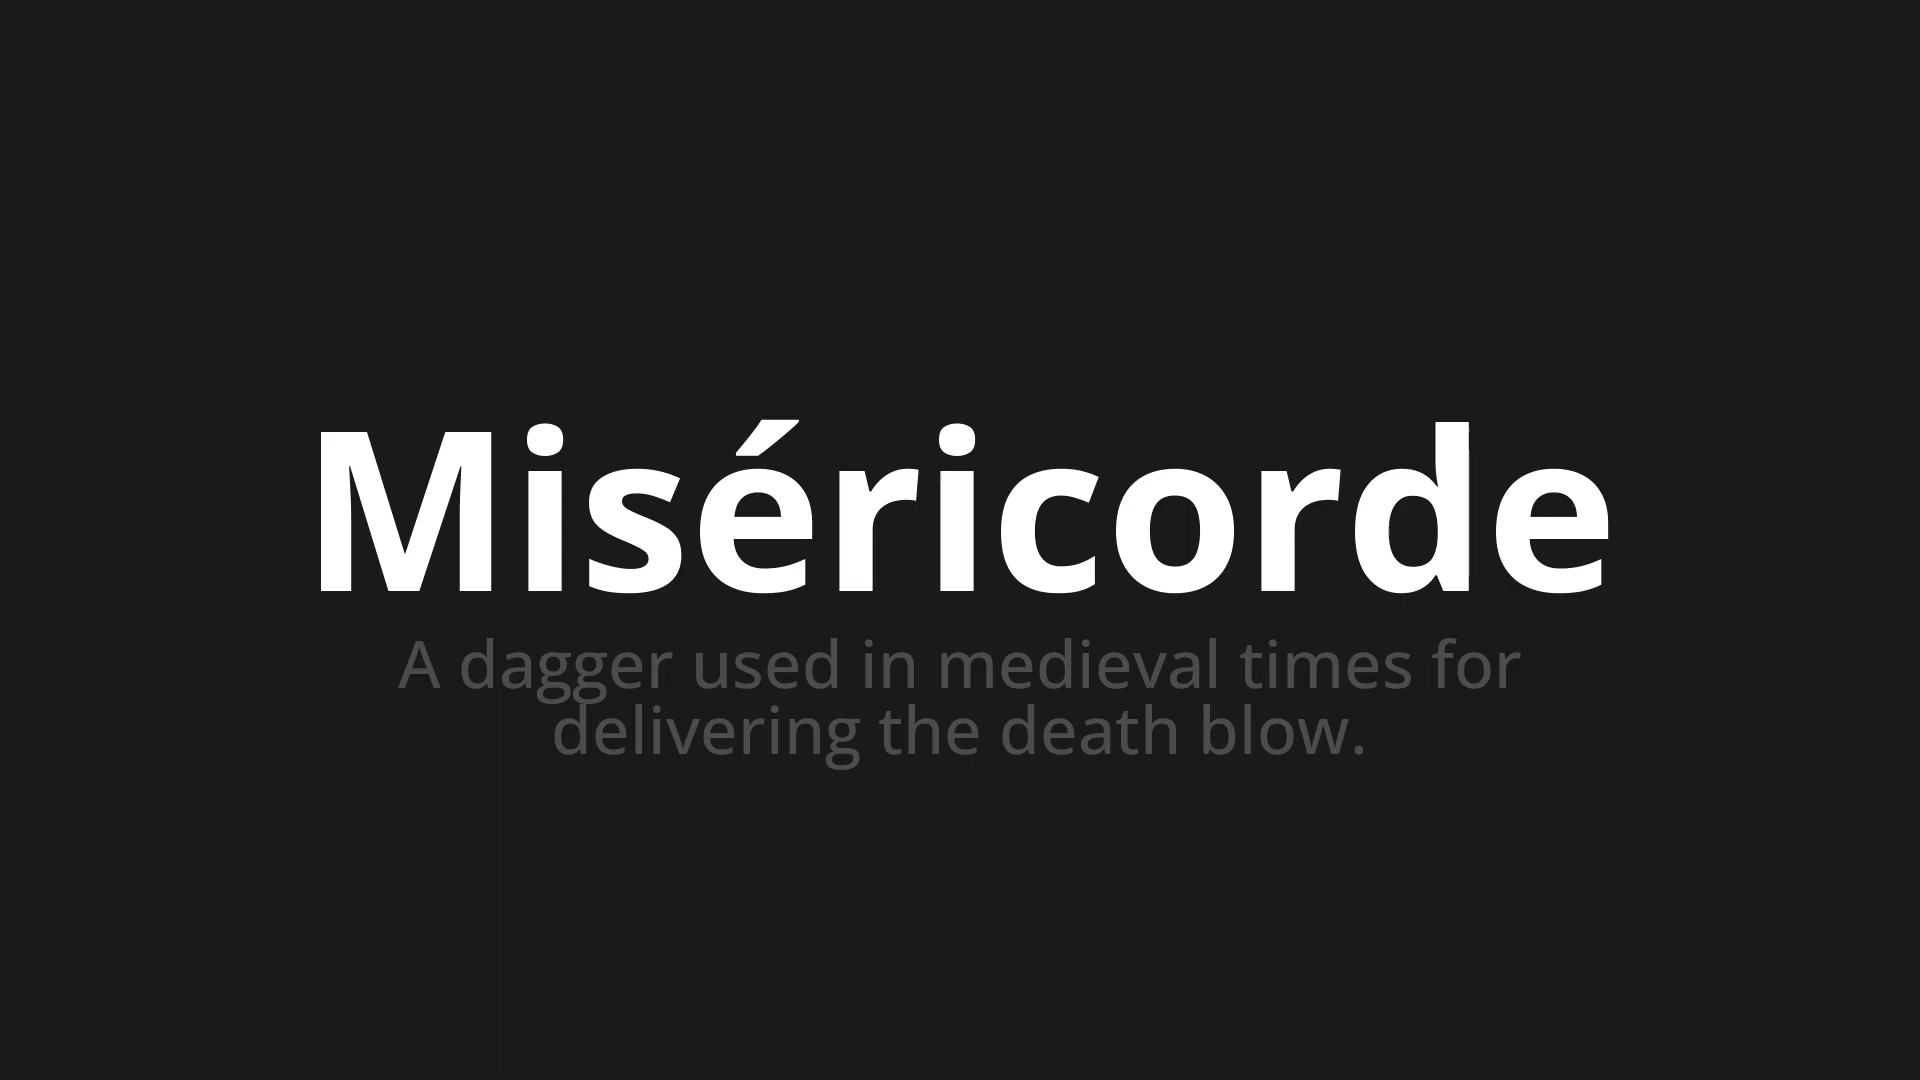 Miséricorde
A dagger used in medieval times for
delivering the death blow.